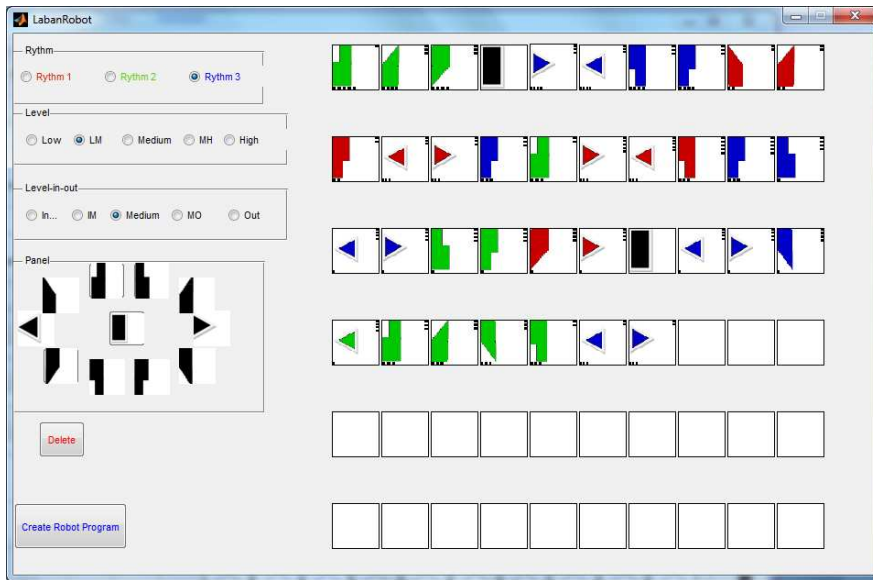 LabanRobot
Rythm
Rythm 1 Rythm 2 Rythm 3
Level
Low LM Medium MH High
Level-in-out
In... IM Medium MO Out
Panel
Delete
Create Robot Program